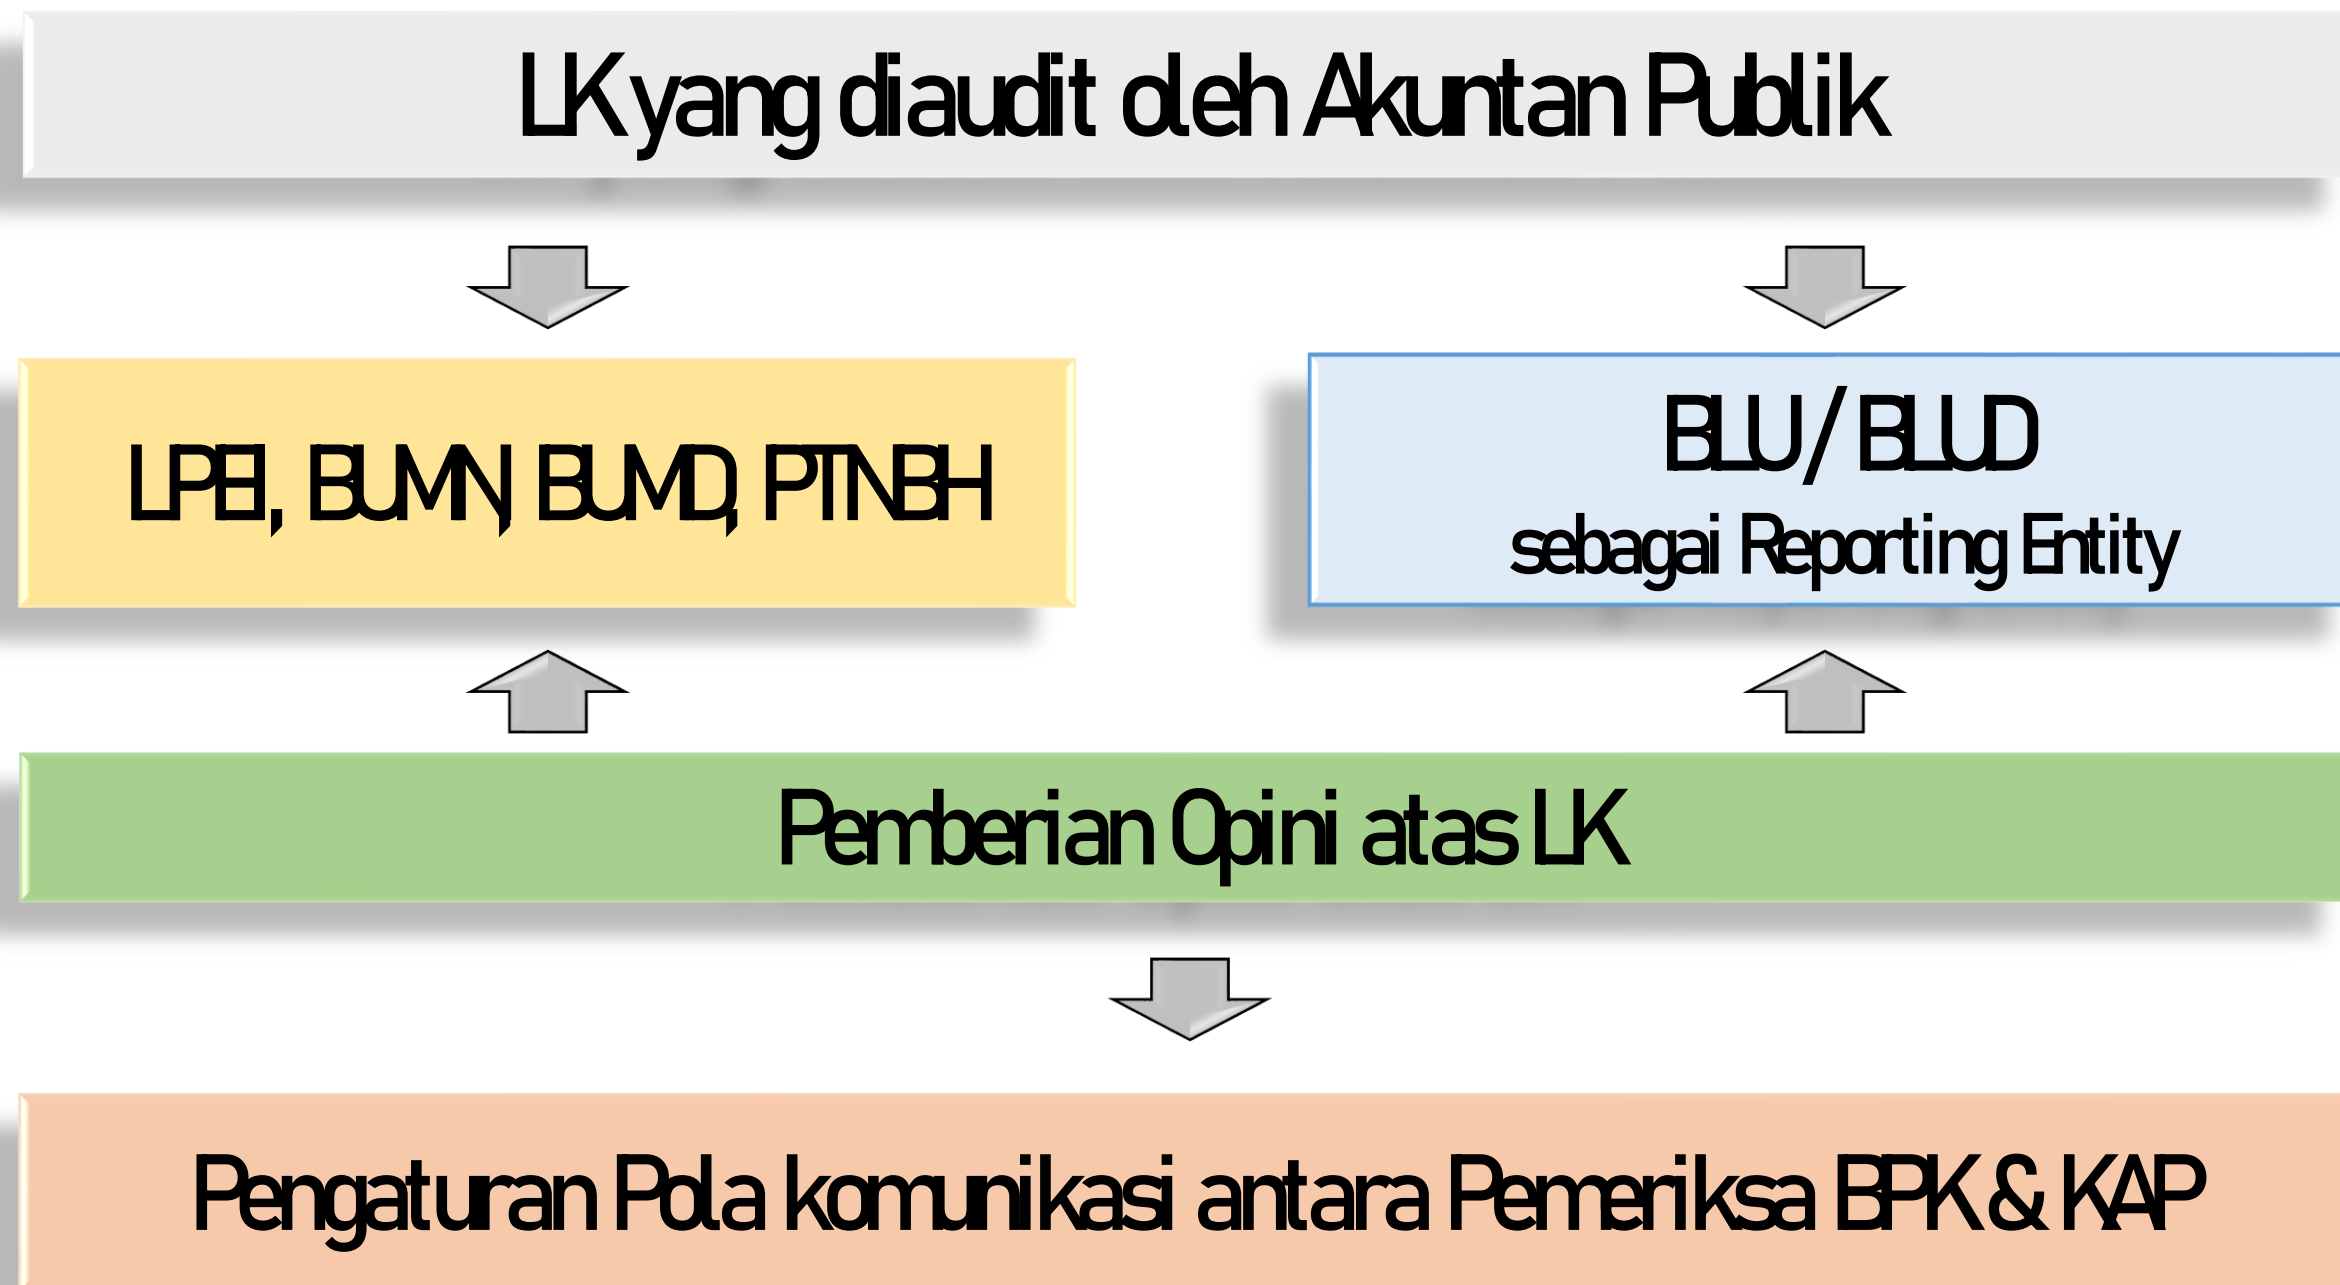 LK yang diaudit oleh Akuntan Publik
LPEI, BUMN, BUMD, PTNBH
BLU / BLUD
sebagai Reporting Entity
Pemberian Opini atas LK
Pengaturan Pola komunikasi antara Pemeriksa BPK & KAP